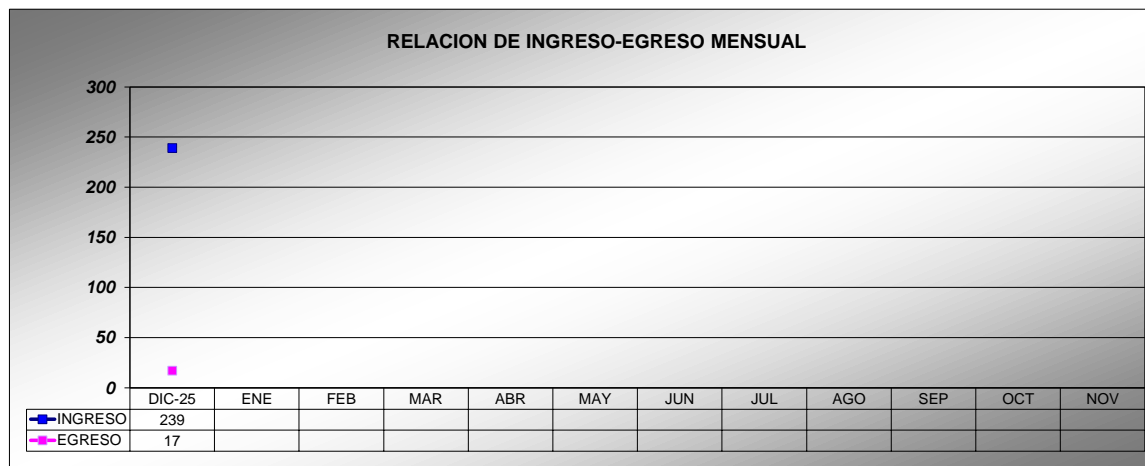 RELACION DE INGRESO-EGRESO MENSUAL
300
250
200
150
100
50
0
DIC-25 ENE FEB MAR ABR MAY JUN JUL AGO SEP OCT NOV
INGRESO 239
EGRESO 17